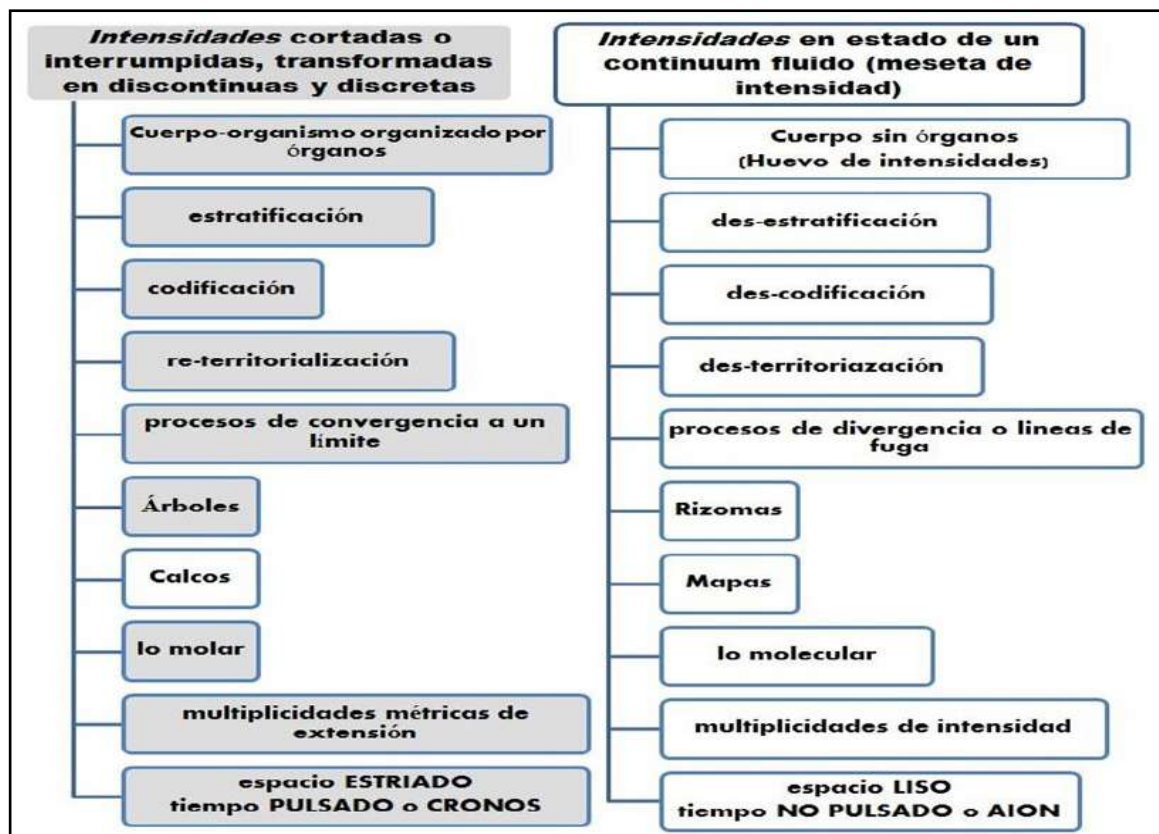 Intensidades cortadas o
interrumpidas, transformadas
en discontinuas y discretas
Cuerpo-organismo organizado por
órganos
estratificación
codificación
re-territorialización
procesos de convergencia a un
límite
Árboles
Calcos
lo molar
multiplicidades métricas de
extensión
espacio ESTRIADO
tiempo PULSADO o CRONOS
Intensidades en estado de un
continuum fluido (meseta de
intensidad)
Cuerpo sin órganos
(Huevo de intensidades)
des-estratificación
des-codificación
des-territoriazación
procesos de divergencia o lineas de
fuga
Rizomas
Mapas
lo molecular
multiplicidades de intensidad
espacio LISO
tiempo NO PULSADO o AION